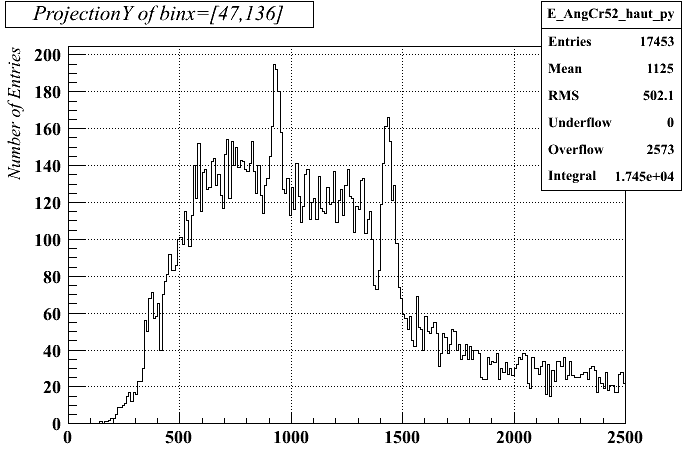 ProjectionY of binx=[47,136]
E_AngCr52_haut_py
Entries 17453
Mean 1125
RMS 502.1
Underflow 0
Overflow 2573
Integral 1.745e+04
Number of Entries
200
180
160
140
120
100
80
60
40
20
0
0 500 1000 1500 2000 2500